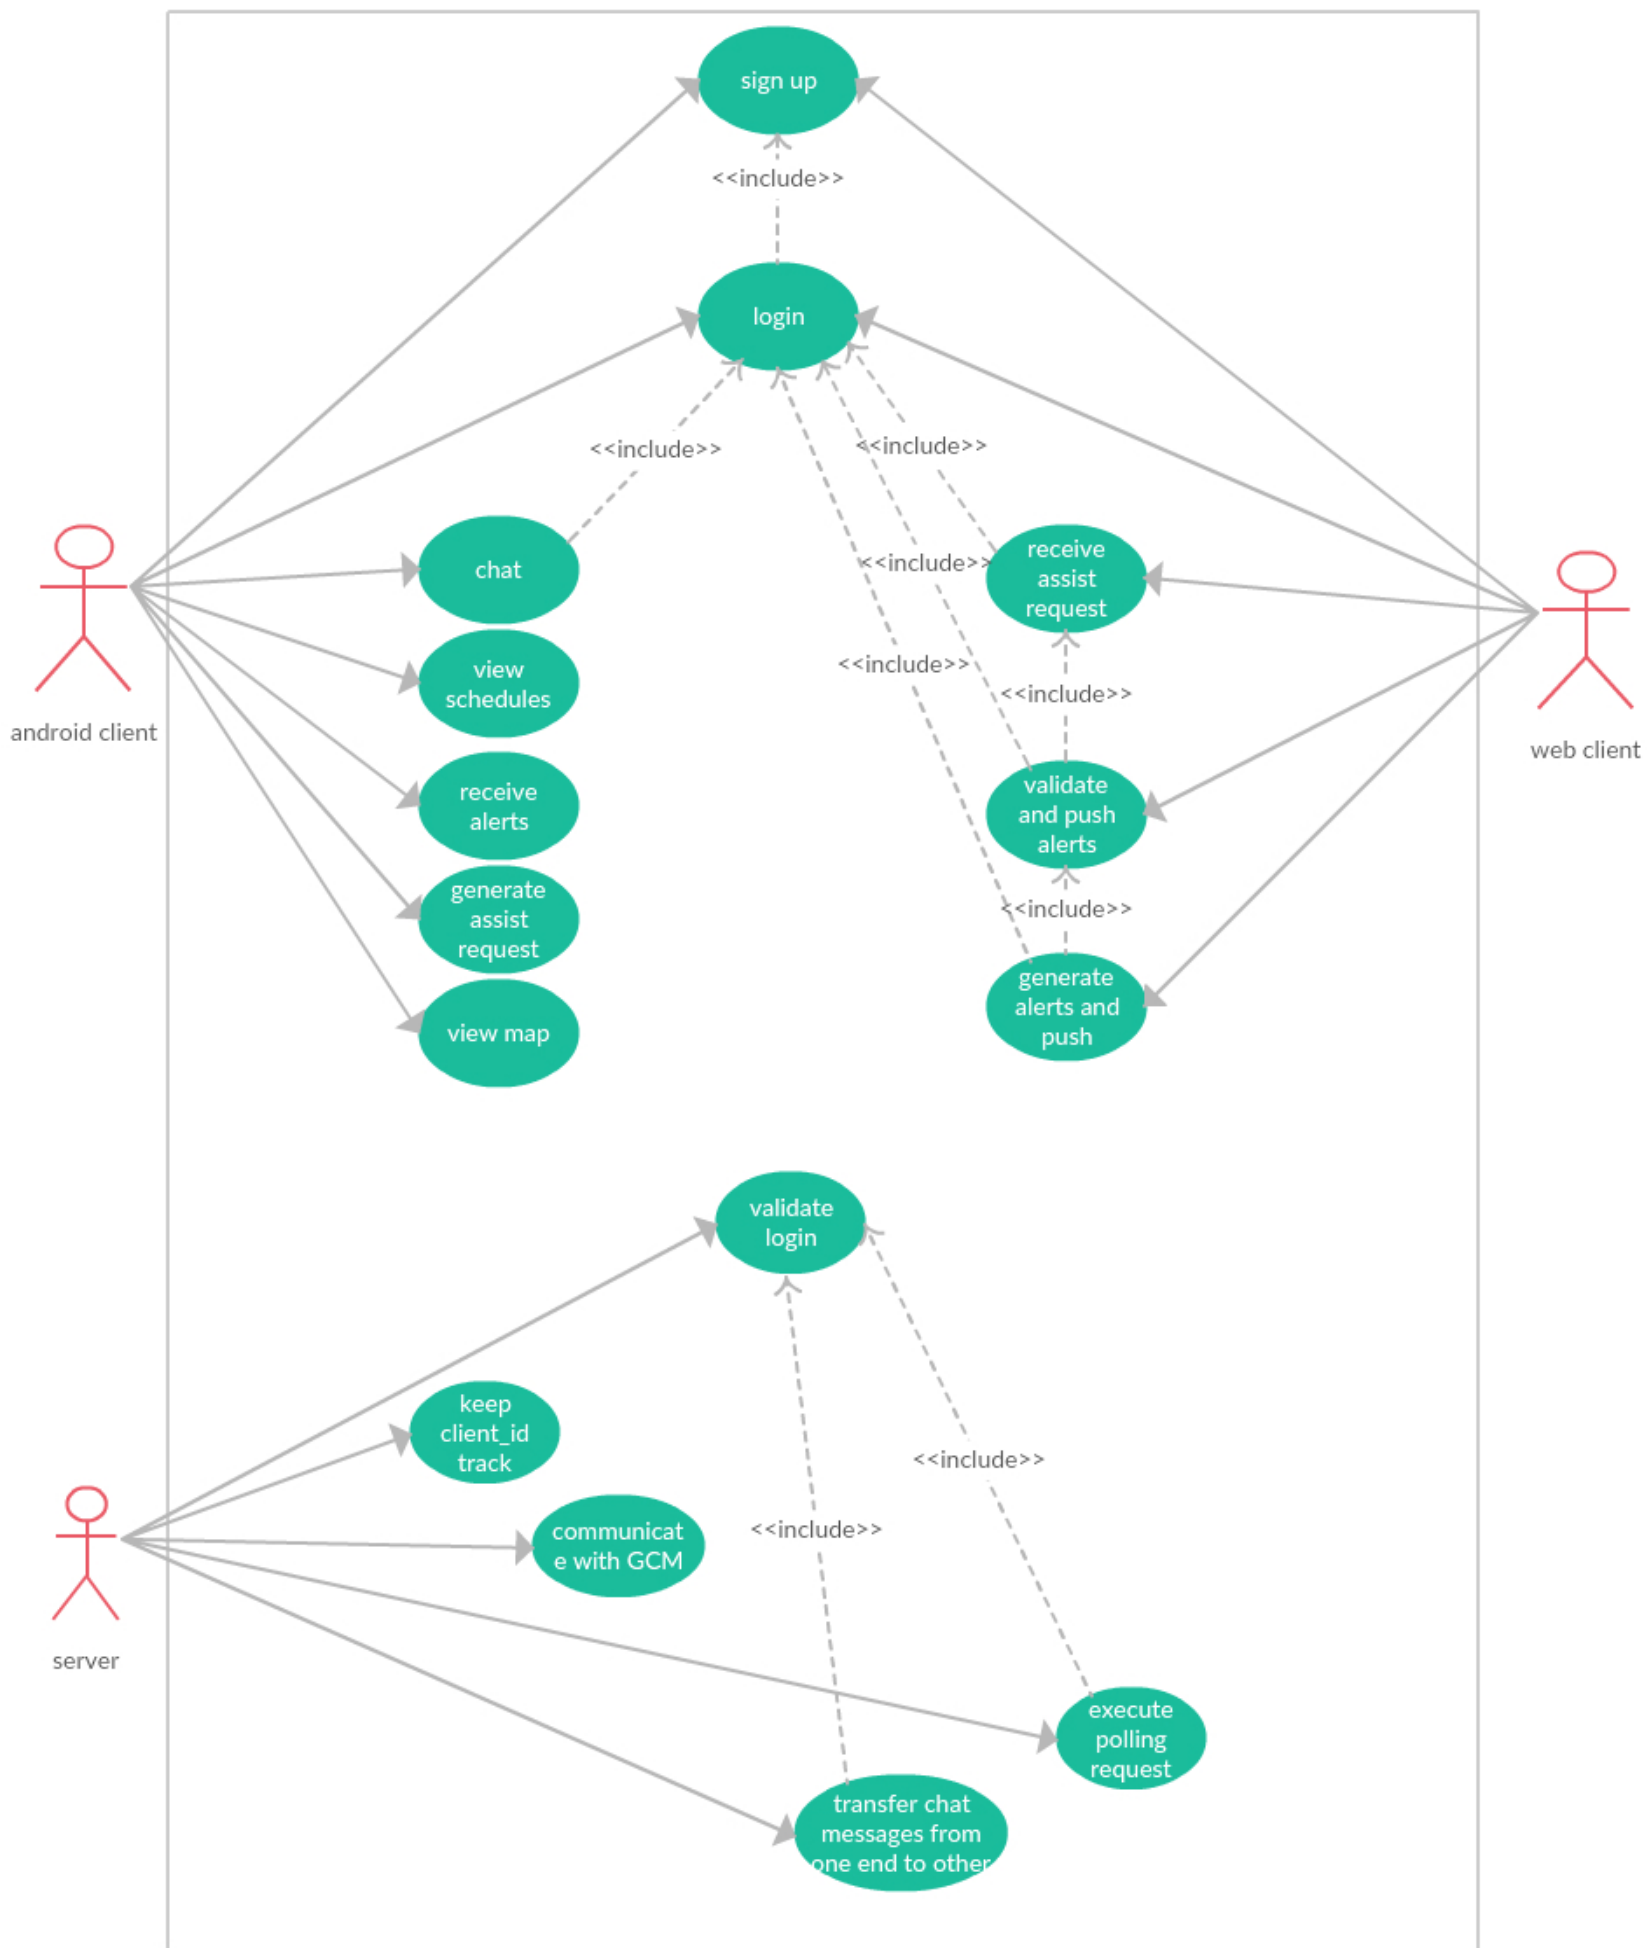 sign up
<<include>>
login
<<include>>
<<include>>
chat
receive
assist
request
<<include>>
android client
web client
view
schedules
<<include>>
<<include>>
receive
alerts
validate
and push
alerts
generate
assist
request
<<include>>
view map
generate
alerts and
push
validate
login
keep
client_id
track
<<include>>
communicat
e with GCM
<<include>>
server
execute
polling
request
transfer chat
messages from
one end to other